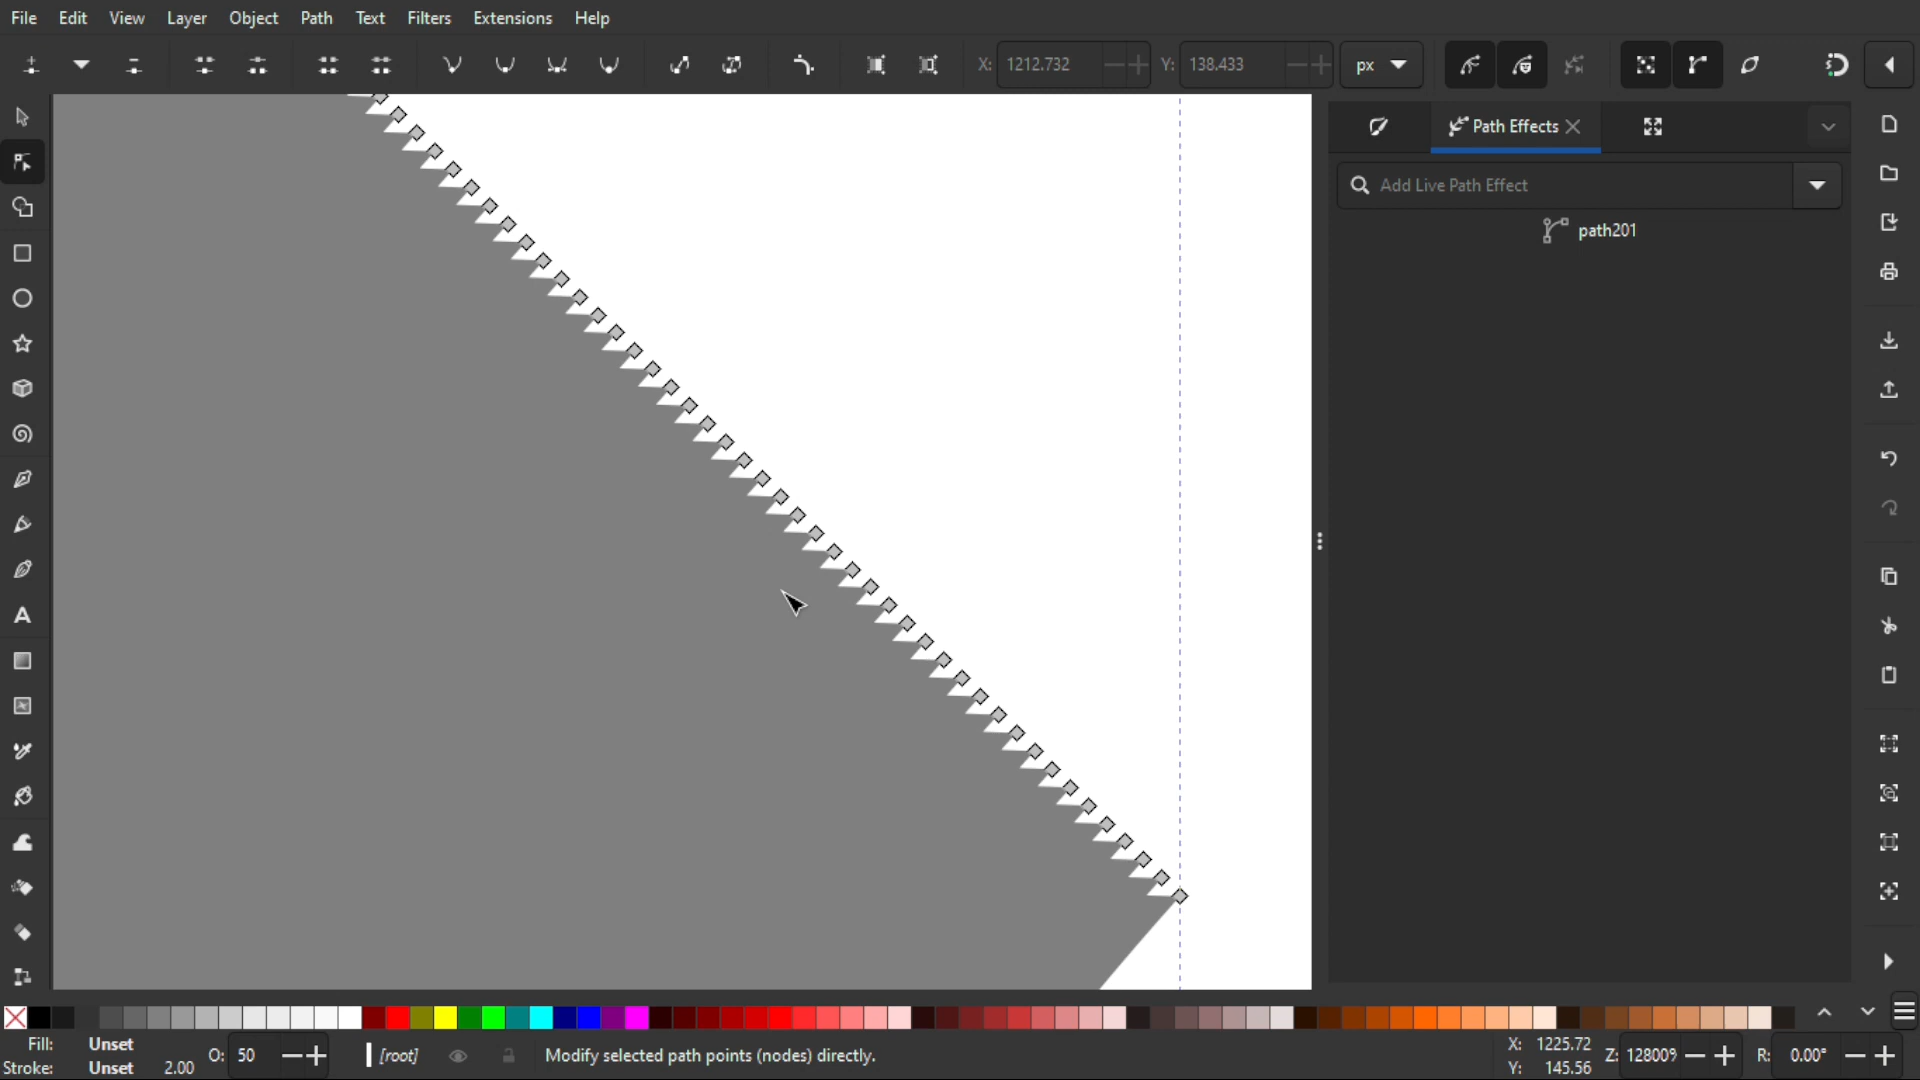 File Edit View Layer Object Path Text Filters Extensions Help
X: 1212.732 Y: 138.433 px
Path Effects
Add Live Path Effect
path201
Fill: Unset
Stroke: Unset 2.00
O: 50
[root]
Modify selected path points (nodes) directly.
X: 1225.72
Y: 145.56
Z: 12800%
R: 0.00°